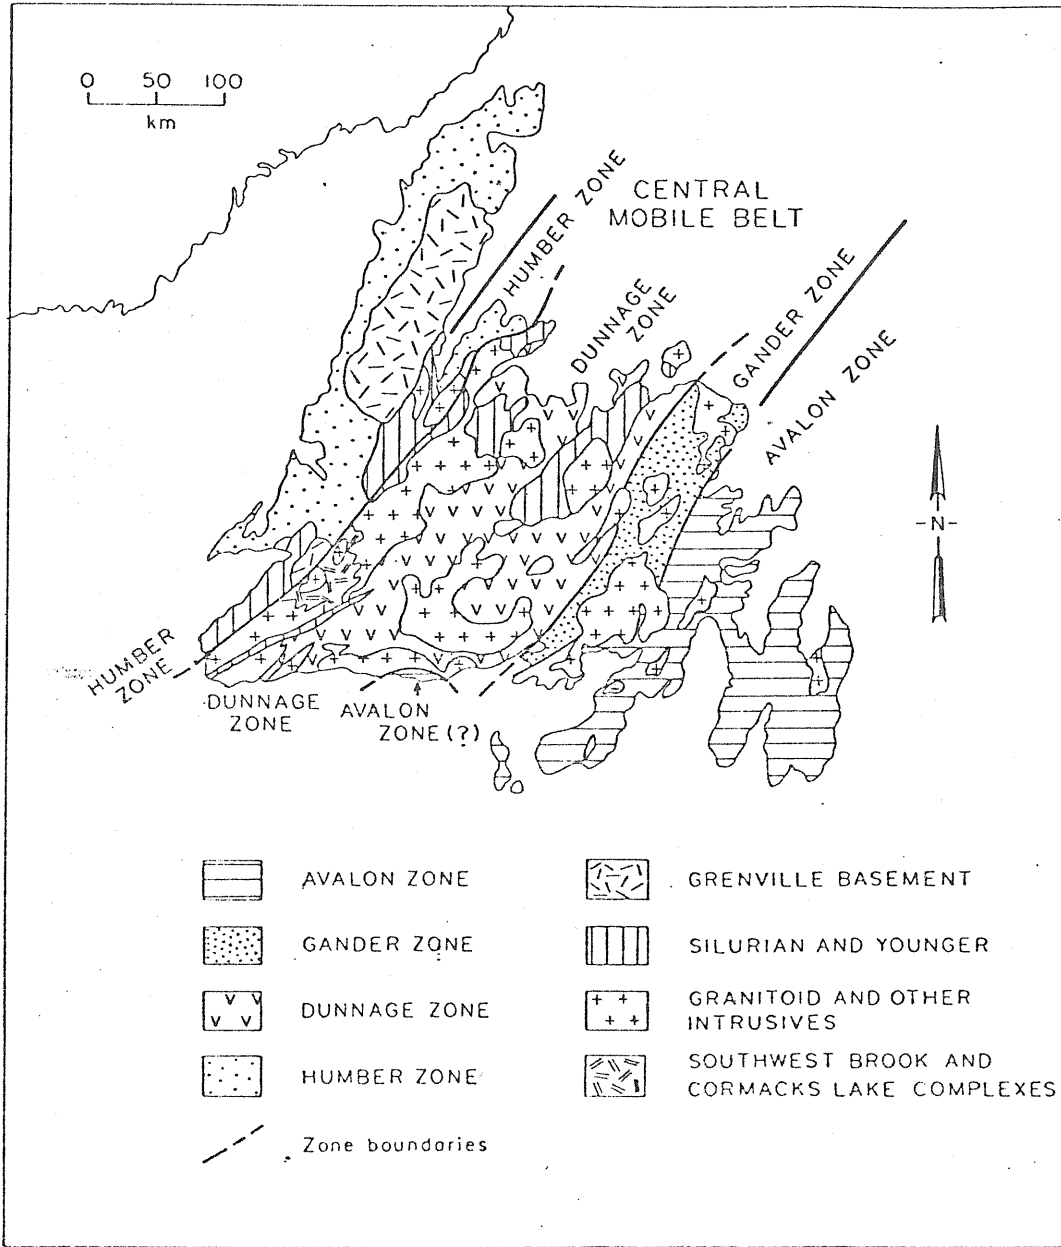 0 50 100
km
CENTRAL
MOBILE BELT
HUMBER ZONE
DUNNAGE
ZONE
GANDER ZONE
AVALON ZONE
-N-
HUMBER
ZONE
DUNNAGE
ZONE
AVALON
ZONE (?)
AVALON ZONE
GANDER ZONE
DUNNAGE ZONE
HUMBER ZONE
Zone boundaries
GRENVILLE BASEMENT
SILURIAN AND YOUNGER
GRANITOID AND OTHER
INTRUSIVES
SOUTHWEST BROOK AND
CORMACKS LAKE COMPLEXES